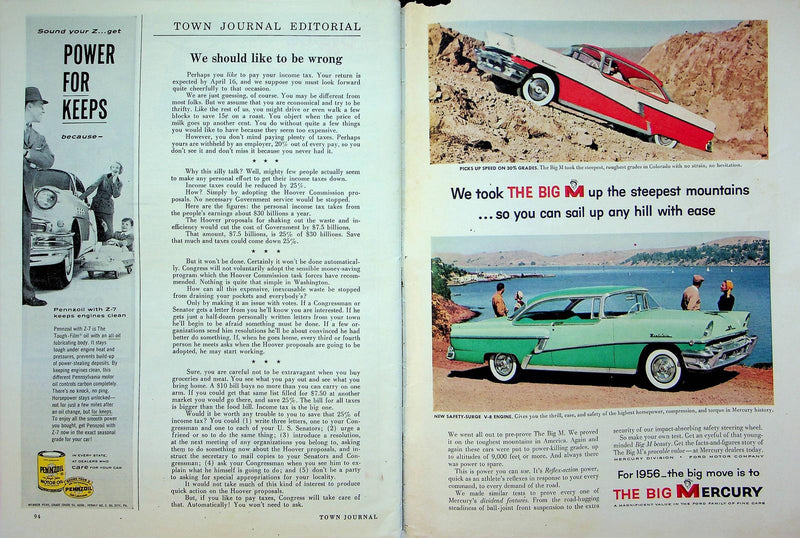 Sound your Z...get
POWER
FOR
KEEPS
because—
Pennzoil with Z-7
keeps engines clean
Pennzoil with Z-7 is The
Tough-Film® oil with an all-oil
lubricating body. It stays
tough under engine heat and
pressures, prevents build-up
of power-stealing deposits. By
keeping engines clean, this
different Pennsylvania motor
oil controls carbon completely.
There's no knock, no ping.
Horsepower stays unlocked—
not for just a few miles after
an oil change, but for keeps.
To enjoy all the smooth power
you bought, get Pennzoil with
Z-7 now in the exact seasonal
grade for your car!
IN EVERY STATE,
AT DEALERS WHO
care FOR YOUR CAR
PENNZOIL
MOTOR OIL
SOUND YOUR Z
PENNZOIL
94
TOWN JOURNAL EDITORIAL
We should like to be wrong
Perhaps you like to pay your income tax. Your return is
expected by April 16, and we suppose you must look forward
quite cheerfully to that occasion.
We are just guessing, of course. You may be different from
most folks. But we assume that you are economical and try to be
thrifty. Like the rest of us, you might drive or even walk a few
blocks to save 15¢ on a roast. You object when the price of
milk goes up another cent. You do without quite a few things
you would like to have because they seem too expensive.
However, you don't mind paying plenty of taxes. Perhaps
yours are withheld by an employer, 20% out of every pay, so you
don't see it and don't miss it because you never had it.
* * *
Why this silly talk? Well, mighty few people actually seem
to make any personal effort to get their income taxes down.
Income taxes could be reduced by 25%.
How? Simply by adopting the Hoover Commission pro-
posals. No necessary Government service would be stopped.
Here are the figures: the personal income tax takes from
the people's earnings about $30 billions a year.
The Hoover proposals for shaking out the waste and in-
efficiency would cut the cost of Government by $7.5 billions.
That amount, $7.5 billions, is 25% of $30 billions. Save
that much and taxes could come down 25%.
* * *
But it won't be done. Certainly it won't be done automatical-
ly. Congress will not voluntarily adopt the sensible money-saving
program which the Hoover Commission task forces have recom-
mended. Nothing is quite that simple in Washington.
How can all this expensive, inexcusable waste be stopped
from draining your pockets and everybody's?
Only by making it an issue with votes. If a Congressman or
Senator gets a letter from you he'll know you are interested. If he
gets just a half-dozen personally written letters from your town
he'll begin to be afraid something must be done. If a few or-
ganizations send him resolutions he'll be about convinced he had
better do something. If, when he goes home, every third or fourth
person he meets asks when the Hoover proposals are going to be
adopted, he may start working.
* * *
Sure, you are careful not to be extravagant when you buy
groceries and meat. You see what you pay out and see what you
bring home. A $10 bill buys no more than you can carry on one
arm. If you could get that same list filled for $7.50 at another
market you would go there, and save 25%. The bill for all taxes
is bigger than the food bill. Income tax is the big one.
Would it be worth any trouble to you to save that 25% of
income tax? You could (1) write three letters, one to your Con-
gressman and one to each of your U. S. Senators; (2) urge a
friend or so to do the same thing; (3) introduce a resolution,
at the next meeting of any organizations you belong to, asking
them to do something now about the Hoover proposals, and in-
struct the secretary to mail copies to your Senators and Con-
gressman; (4) ask your Congressman when you see him to ex-
plain what he himself is going to do; and (5) don't be a party
to asking for special appropriations for your locality.
It would not take much of this kind of interest to produce
quick action on the Hoover proposals.
But, if you like to pay taxes, Congress will take care of
that. Automatically! You won't need to ask.
TOWN JOURNAL
PICKS UP SPEED ON 30% GRADES. The Big M took the steepest, roughest grades in Colorado with no strain, no hesitation.
We took THE BIG M up the steepest mountains
...so you can sail up any hill with ease
NEW SAFETY-SURGE V-8 ENGINE. Gives you the thrill, ease, and safety of the highest horsepower, compression, and torque in Mercury history.
We went all out to pre-prove The Big M. We proved
it on the toughest mountains in America. Again and
again these cars were put to power-killing grades, up
to altitudes of 9,000 feet or more. And always there
was power to spare.
This is power you can use. It's Reflex-action power,
quick as an athlete's reflexes in response to your every
command, to every demand of the road.
We made similar tests to prove every one of
Mercury's dividend features. From the road-hugging
steadiness of ball-joint front suspension to the extra
security of our impact-absorbing safety steering wheel.
So make your own test. Get an eyeful of that young-
minded Big M beauty. Get the facts-and-figures story of
The Big M's provable value—at Mercury dealers today.
MERCURY DIVISION • FORD MOTOR COMPANY
For 1956—the big move is to
THE BIG MERCURY
A MAGNIFICENT VALUE IN THE FORD FAMILY OF FINE CARS